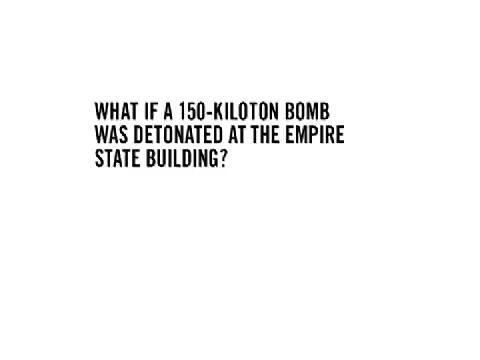 WHAT IF A 150-KILOTON BOMB
WAS DETONATED AT THE EMPIRE
STATE BUILDING?